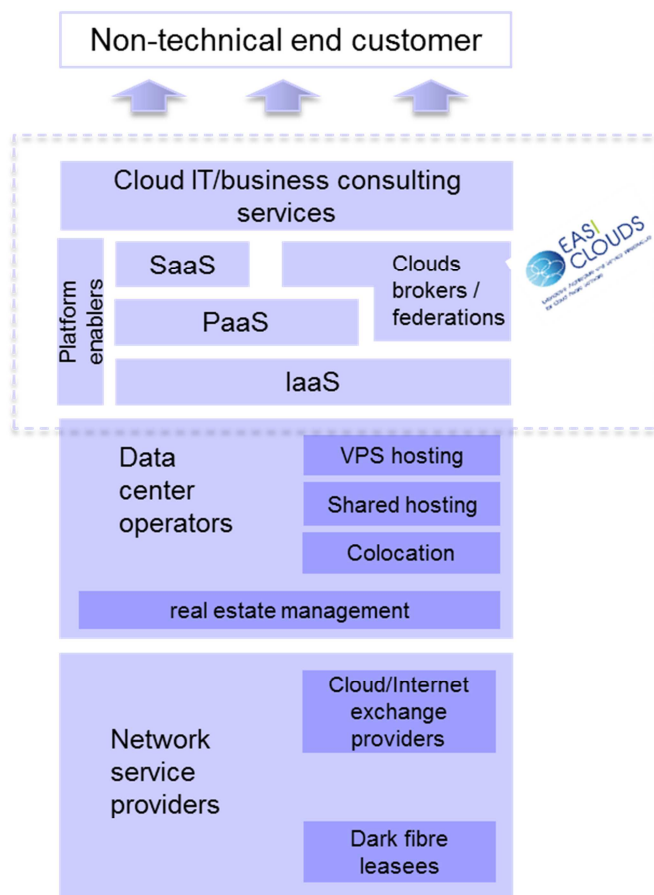 Non-technical end customer
Cloud IT/business consulting
services
EASI
CLOUDS
for Cloud
SaaS
Clouds
brokers /
federations
Platform
enablers
PaaS
IaaS
Data
center
operators
VPS hosting
Shared hosting
Colocation
real estate management
Network
service
providers
Cloud/Internet
exchange
providers
Dark fibre
leasees